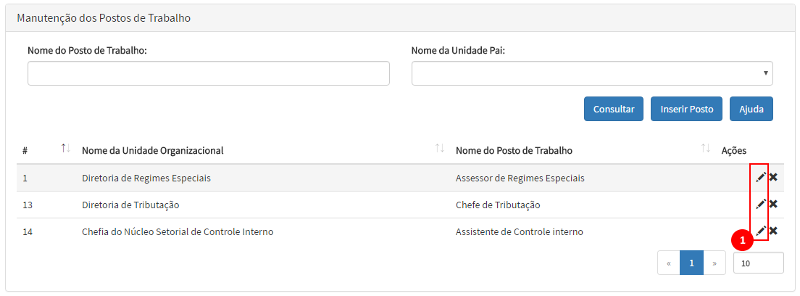 Manutenção dos Postos de Trabalho
Nome do Posto de Trabalho: Nome da Unidade Pai:
Consultar Inserir Posto Ajuda
# Nome da Unidade Organizacional Nome do Posto de Trabalho Ações
1 Diretoria de Regimes Especiais Assessor de Regimes Especiais
13 Diretoria de Tributação Chefe de Tributação
14 Chefia do Núcleo Setorial de Controle Interno Assistente de Controle interno
1
« 1 » 10